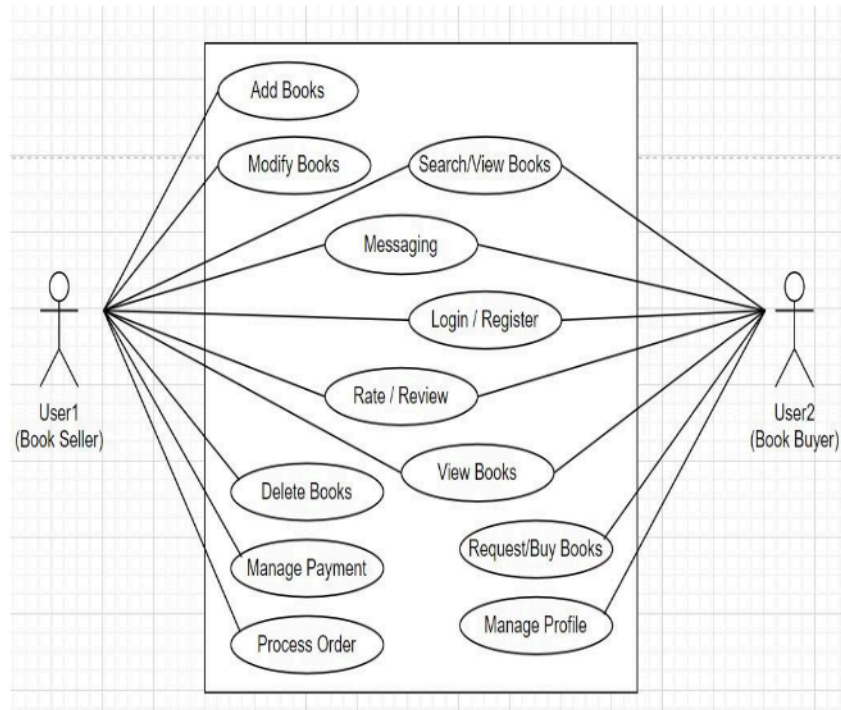 Add Books
Modify Books
Search/View Books
Messaging
Login / Register
User1
(Book Seller)
Rate / Review
User2
(Book Buyer)
View Books
Delete Books
Request/Buy Books
Manage Payment
Manage Profile
Process Order